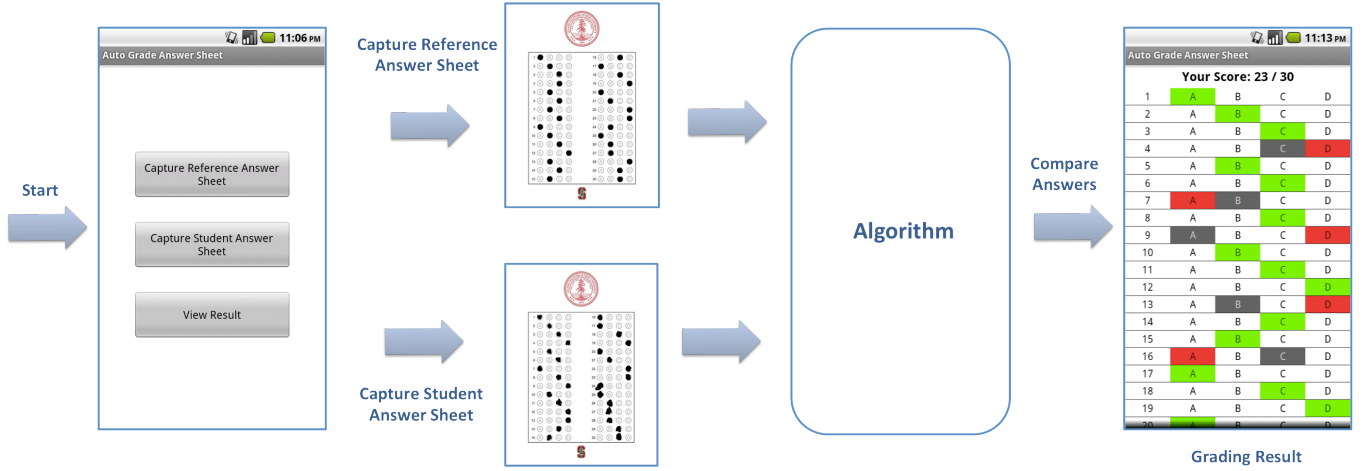 Start
11:06 PM
Auto Grade Answer Sheet
Capture Reference Answer
Sheet
Capture Student Answer
Sheet
View Result
Capture Reference
Answer Sheet
Capture Student
Answer Sheet
Algorithm
Compare
Answers
11:13 PM
Auto Grade Answer Sheet
Your Score: 23 / 30
1 A B C D
2 A B C D
3 A B C D
4 A B C D
5 A B C D
6 A B C D
7 A B C D
8 A B C D
9 A B C D
10 A B C D
11 A B C D
12 A B C D
13 A B C D
14 A B C D
15 A B C D
16 A B C D
17 A B C D
18 A B C D
19 A B C D
20 A B C D
Grading Result